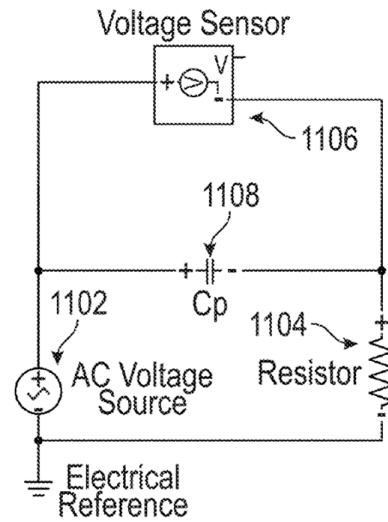 Voltage Sensor
+ V
-
1106
1108
+ -
Cp
1102
1104
+
+
AC Voltage
Source
Resistor
-
-
Electrical
Reference